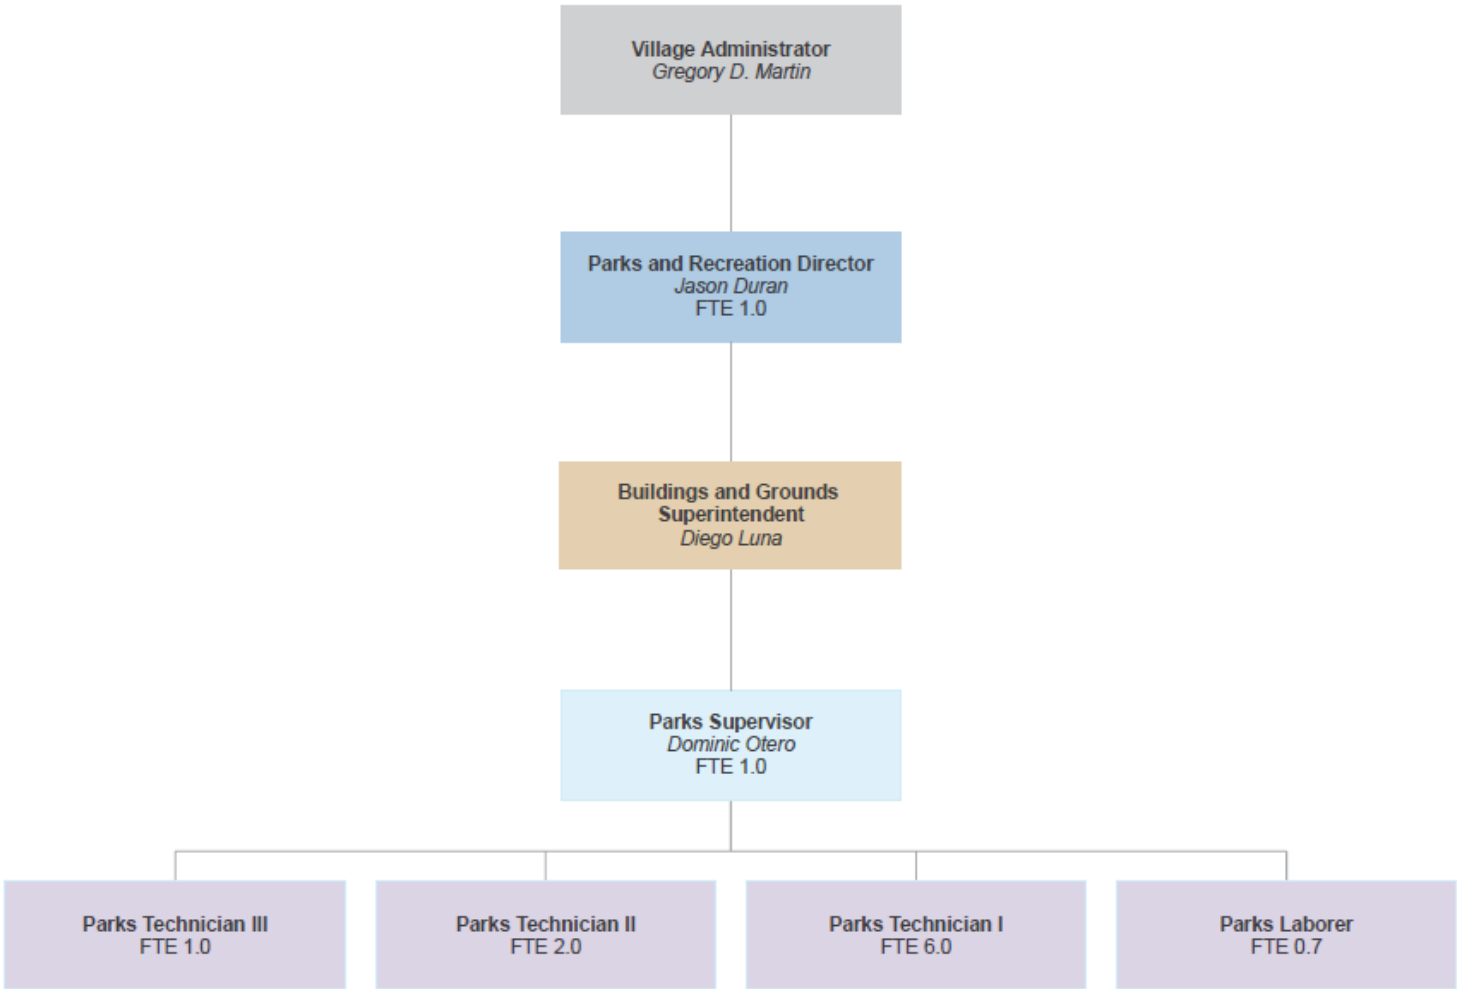 Village Administrator
Gregory D. Martin
Parks and Recreation Director
Jason Duran
FTE 1.0
Buildings and Grounds
Superintendent
Diego Luna
Parks Supervisor
Dominic Otero
FTE 1.0
Parks Technician III
FTE 1.0
Parks Technician II
FTE 2.0
Parks Technician I
FTE 6.0
Parks Laborer
FTE 0.7